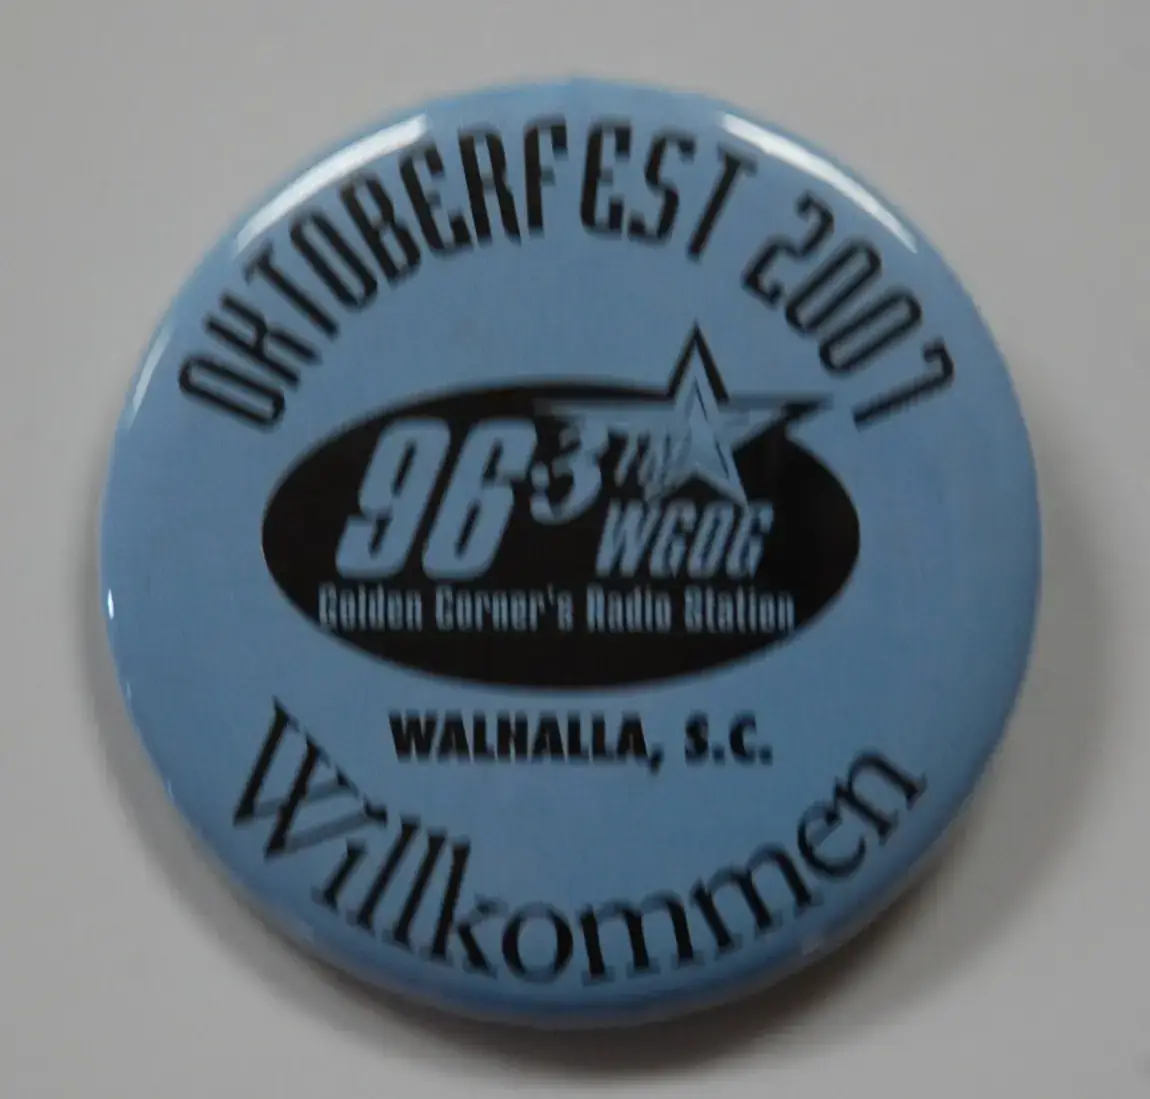 OKTOBERFEST 2007
96.3 FM
WGOG
Golden Corner's Radio Station
WALHALLA, S.C.
Willkommen